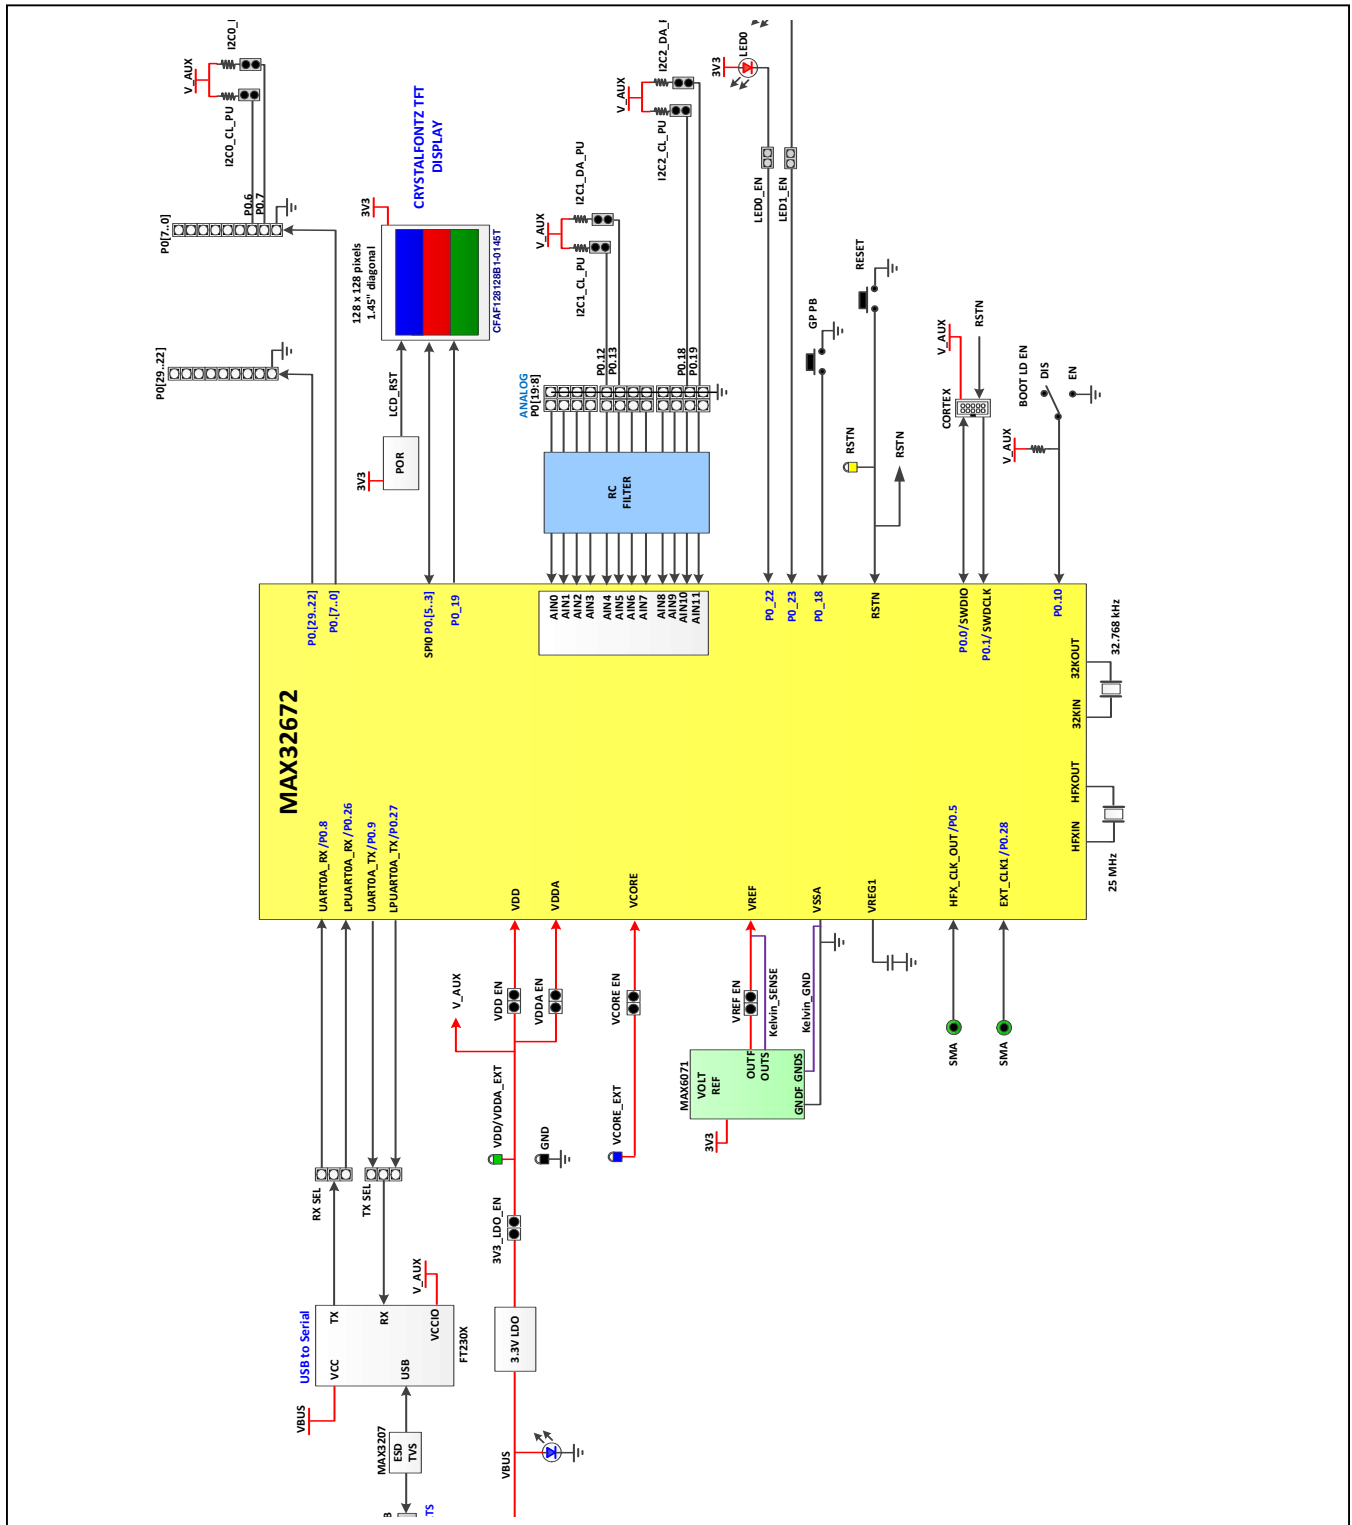 I2C0_
V_AUX
I2C0_CL_PU
P0.6
P0.7
P0[7..0]
P0[29..22]
CRYSTALFONTZ TFT
DISPLAY
3V3
128 x 128 pixels
1.45" diagonal
CFAF128128B1-0145T
LCD_RST
3V3
POR
I2C1_DA_PU
V_AUX
I2C1_CL_PU
P0.12
P0.13
I2C2_DA_
V_AUX
I2C2_CL_PU
P0.18
P0.19
ANALOG
P0[19:8]
RC
FILTER
3V3
LED0
LED0_EN
LED1_EN
GP PB
RESET
RSTN
RSTN
V_AUX
RSTN
CORTEX
BOOT LD EN
DIS
EN
V_AUX
P0.[29..22]
P0.[7..0]
SPI0 P0.[5..3]
P0_19
AIN0
AIN1
AIN2
AIN3
AIN4
AIN5
AIN6
AIN7
AIN8
AIN9
AIN10
AIN11
P0_22
P0_23
P0_18
RSTN
P0.0/SWDIO
P0.1/SWDCLK
P0.10
32KOUT
32KIN
32.768 kHz
HFXOUT
HFXIN
25 MHz
MAX32672
UART0A_RX/P0.8
LPUART0A_RX/P0.26
UART0A_TX/P0.9
LPUART0A_TX/P0.27
VDD
VDDA
VCORE
VREF
VSSA
VREG1
HFX_CLK_OUT/P0.5
EXT_CLK1/P0.28
V_AUX
VDD EN
VDDA EN
VCORE EN
VREF EN
Kelvin_SENSE
Kelvin_GND
SMA
SMA
MAX6071
VOLT
REF
OUTF
OUTS
GNDF GNDS
3V3
VDD/VDDA_EXT
GND
VCORE_EXT
RX SEL
TX SEL
3V3_LDO_EN
V_AUX
USB to Serial
TX
RX
VCCIO
VCC
USB
FT230X
3.3V LDO
VBUS
MAX3207
ESD
TVS
VBUS
B
TS